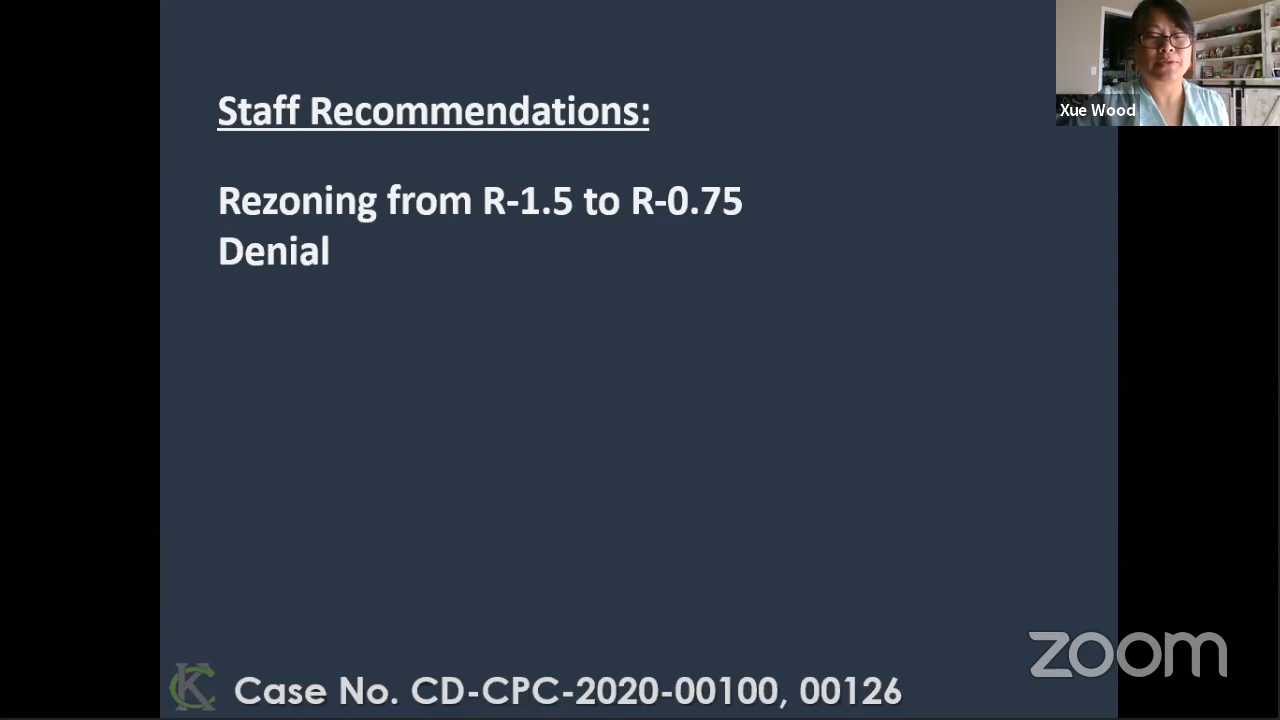 Staff Recommendations:
Rezoning from R-1.5 to R-0.75
Denial
Xue Wood
KC Case No. CD-CPC-2020-00100, 00126
zoom